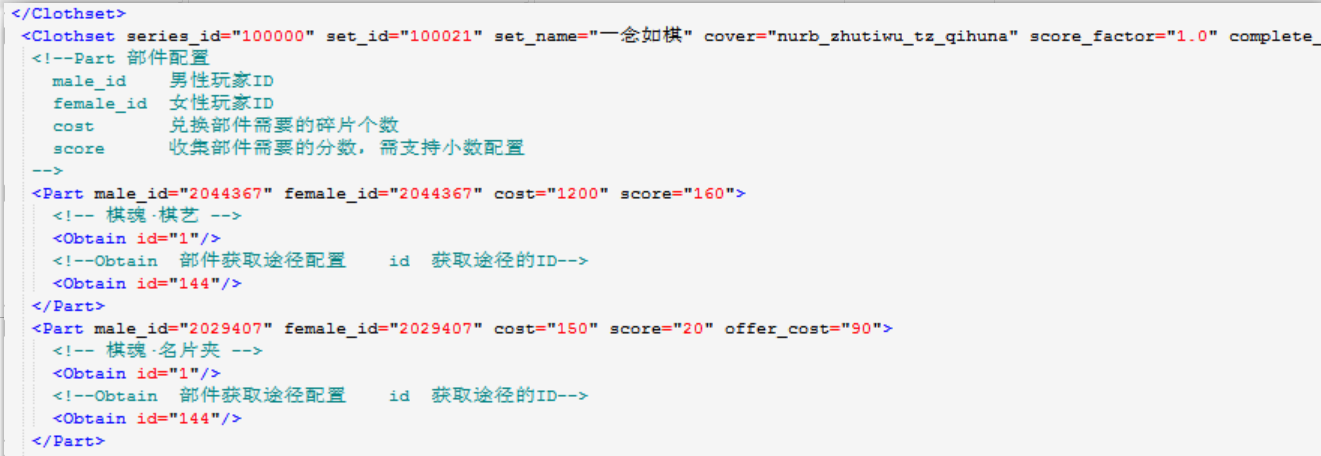 </Clothset>
<Clothset series_id="100000" set_id="100021" set_name="一念如棋" cover="nurb_zhutiwu_tz_qihuna" score_factor="1.0" complete_
<!--Part 部件配置
male_id 男性玩家ID
female_id 女性玩家ID
cost 兑换部件需要的碎片个数
score 收集部件需要的分数，需支持小数配置
-->
<Part male_id="2044367" female_id="2044367" cost="1200" score="160">
<!-- 棋魂·棋艺 -->
<Obtain id="1"/>
<!--Obtain 部件获取途径配置 id 获取途径的ID-->
<Obtain id="144"/>
</Part>
<Part male_id="2029407" female_id="2029407" cost="150" score="20" offer_cost="90">
<!-- 棋魂·名片夹 -->
<Obtain id="1"/>
<!--Obtain 部件获取途径配置 id 获取途径的ID-->
<Obtain id="144"/>
</Part>